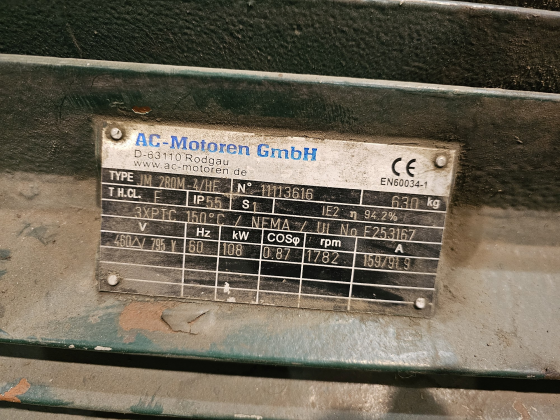 AC-Motoren GmbH
D-63110 Rodgau
www.ac-motoren.de
CE
EN60034-1
TYPE JM 280M-4/HE N° 11113616 630 kg
TH.CL. F IP55 S1 IE2 η 94.2%
3XPTC 150°C / NEMA / UL No E253167
V Hz kW COSφ rpm A
460△/ 795 Y 60 108 0.87 1782 159/91.9